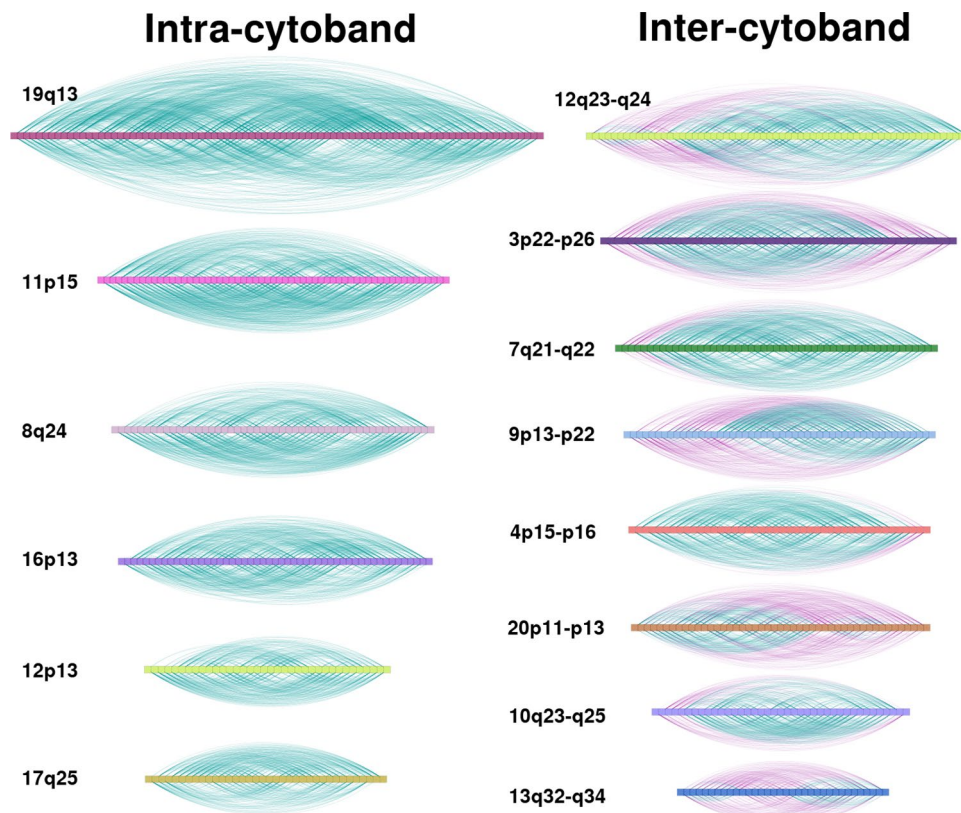 Intra-cytoband
19q13
11p15
8q24
16p13
12p13
17q25
Inter-cytoband
12q23-q24
3p22-p26
7q21-q22
9p13-p22
4p15-p16
20p11-p13
10q23-q25
13q32-q34